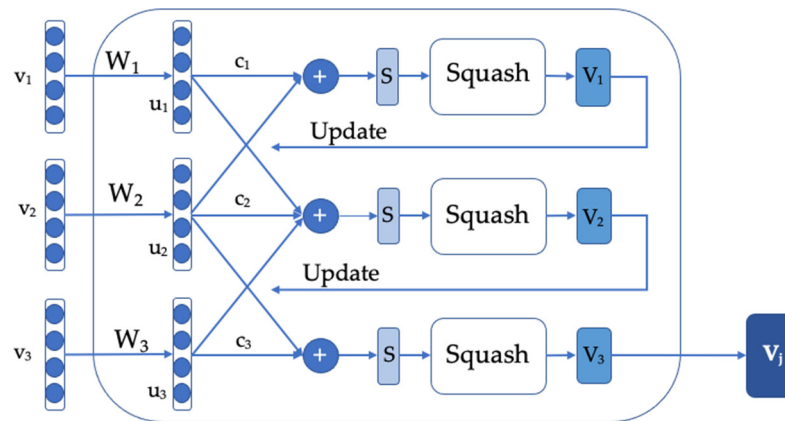 v₁ W₁ u₁ c₁ + S Squash V₁
Update
v₂ W₂ u₂ c₂ + S Squash V₂
Update
v₃ W₃ u₃ c₃ + S Squash V₃ Vⱼ